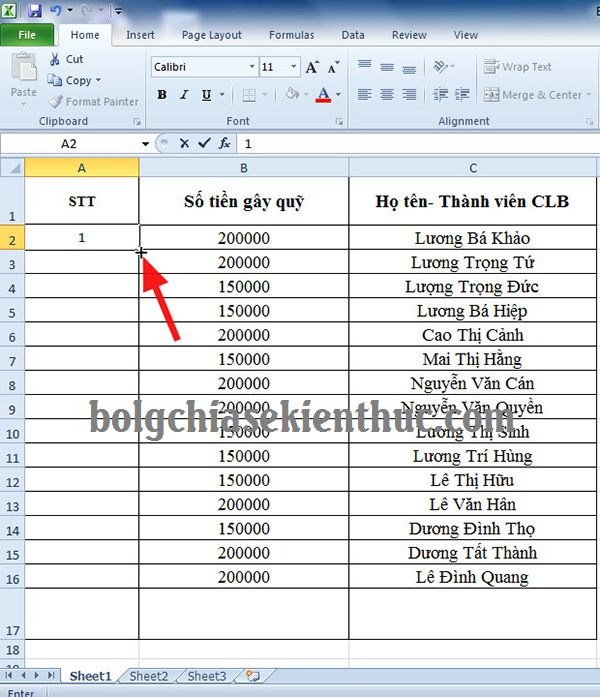 File Home Insert Page Layout Formulas Data Review View
Paste
Cut
Copy
Format Painter
Calibri 11 A A
B I U A
Wrap Text
Merge & Center
Clipboard Font Alignment
A2 fx 1
A B C
1 STT Số tiền gây quỹ Họ tên- Thành viên CLB
2 1 200000 Lương Bá Khảo
3 200000 Lương Trọng Tứ
4 150000 Lượng Trọng Đức
5 150000 Lương Bá Hiệp
6 200000 Cao Thị Cảnh
7 150000 Mai Thị Hằng
8 200000 Nguyễn Văn Cán
9 200000 Nguyễn Văn Quyền
bolgchiasekienthuc.com
10 150000 Lương Thị Sinh
11 150000 Lương Trí Hùng
12 150000 Lê Thị Hữu
13 200000 Lê Văn Hân
14 150000 Dương Đình Thọ
15 200000 Dương Tất Thành
16 200000 Lê Đình Quang
17
18
Sheet1 Sheet2 Sheet3
Enter